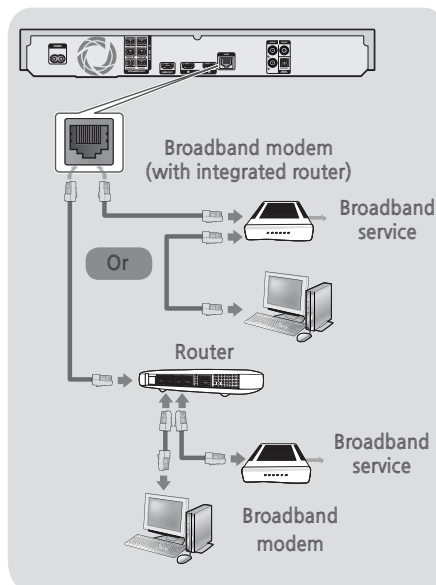 Broadband modem
(with integrated router)
Broadband
service
Or
Router
Broadband
service
Broadband
modem